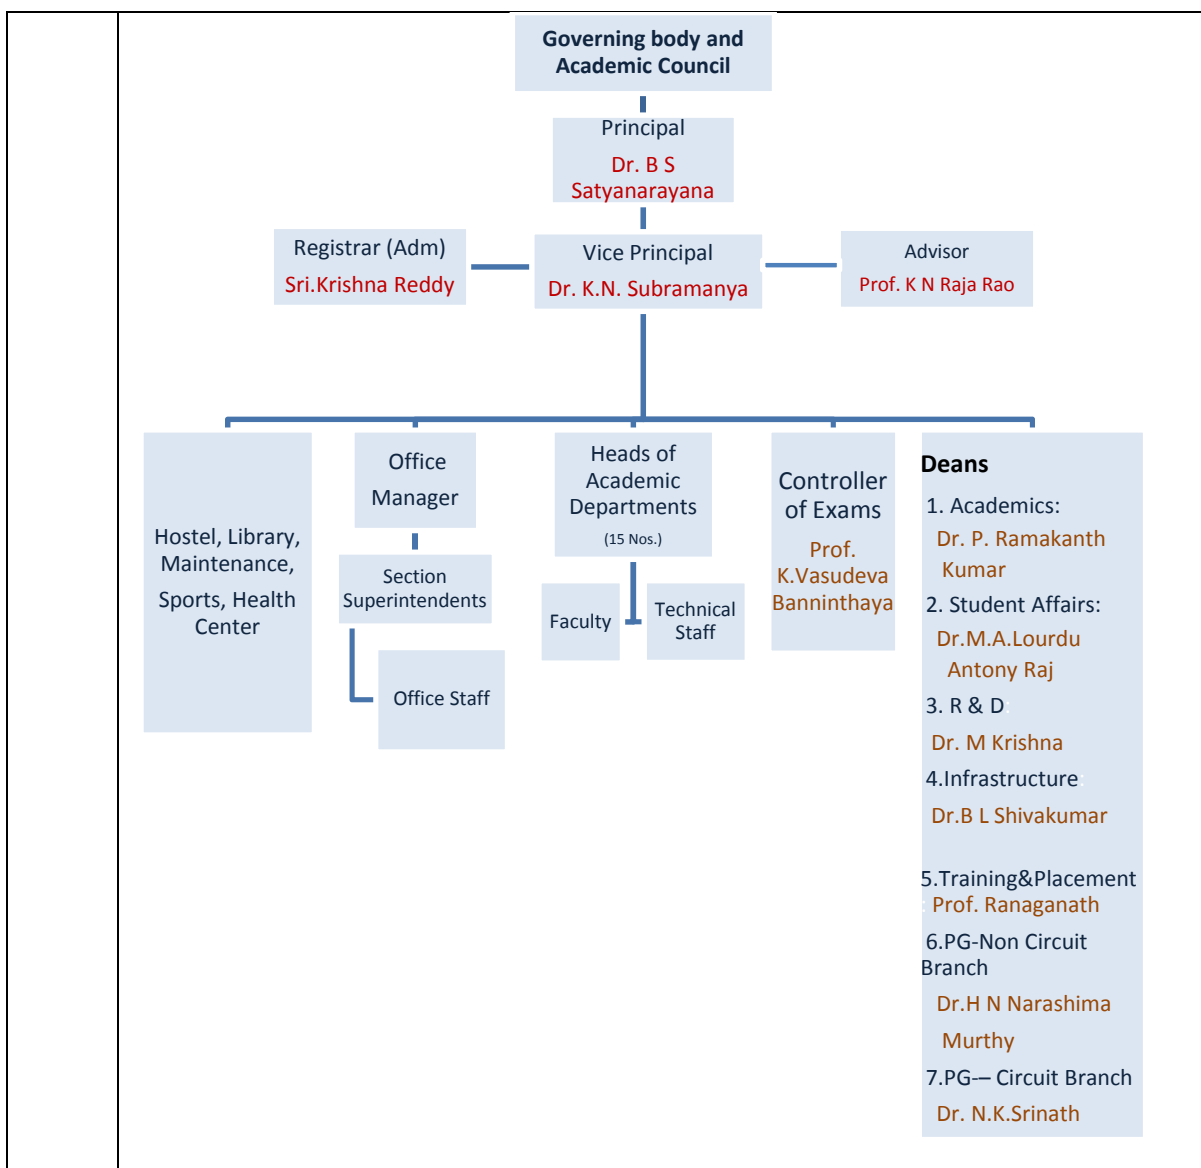 Governing body and
Academic Council
Principal
Dr. B S
Satyanarayana
Registrar (Adm)
Sri.Krishna Reddy
Vice Principal
Dr. K.N. Subramanya
Advisor
Prof. K N Raja Rao
Hostel, Library,
Maintenance,
Sports, Health
Center
Office
Manager
Section
Superintendents
Office Staff
Heads of
Academic
Departments
(15 Nos.)
Faculty
Technical
Staff
Controller
of Exams
Prof.
K.Vasudeva
Banninthaya
Deans
1. Academics:
Dr. P. Ramakanth
Kumar
2. Student Affairs:
Dr.M.A.Lourdu
Antony Raj
3. R & D:
Dr. M Krishna
4.Infrastructure:
Dr.B L Shivakumar
5.Training&Placement
: Prof. Ranaganath
6.PG-Non Circuit
Branch
Dr.H N Narashima
Murthy
7.PG-– Circuit Branch
Dr. N.K.Srinath